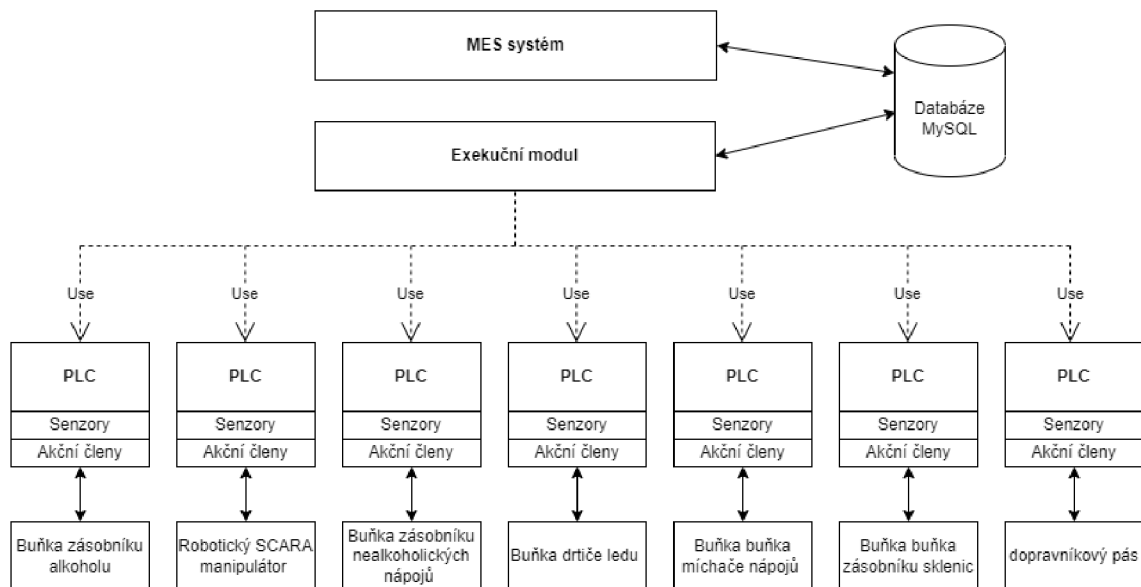 MES systém
Databáze
MySQL
Exekuční modul
Use
Use
Use
Use
Use
Use
Use
PLC
PLC
PLC
PLC
PLC
PLC
PLC
Senzory
Senzory
Senzory
Senzory
Senzory
Senzory
Senzory
Akční členy
Akční členy
Akční členy
Akční členy
Akční členy
Akční členy
Akční členy
Buňka zásobníku
alkoholu
Robotický SCARA
manipulátor
Buňka zásobníku
nealkoholických
nápojů
Buňka drtiče ledu
Buňka buňka
míchače nápojů
Buňka buňka
zásobníku sklenic
dopravníkový pás